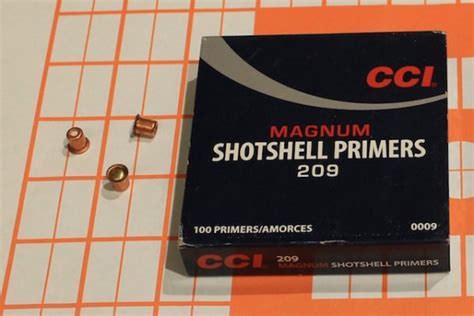 CCI
MAGNUM
SHOTSHELL PRIMERS
209
100 PRIMERS/AMORCES 0009
CCI 209
MAGNUM SHOTSHELL PRIMERS